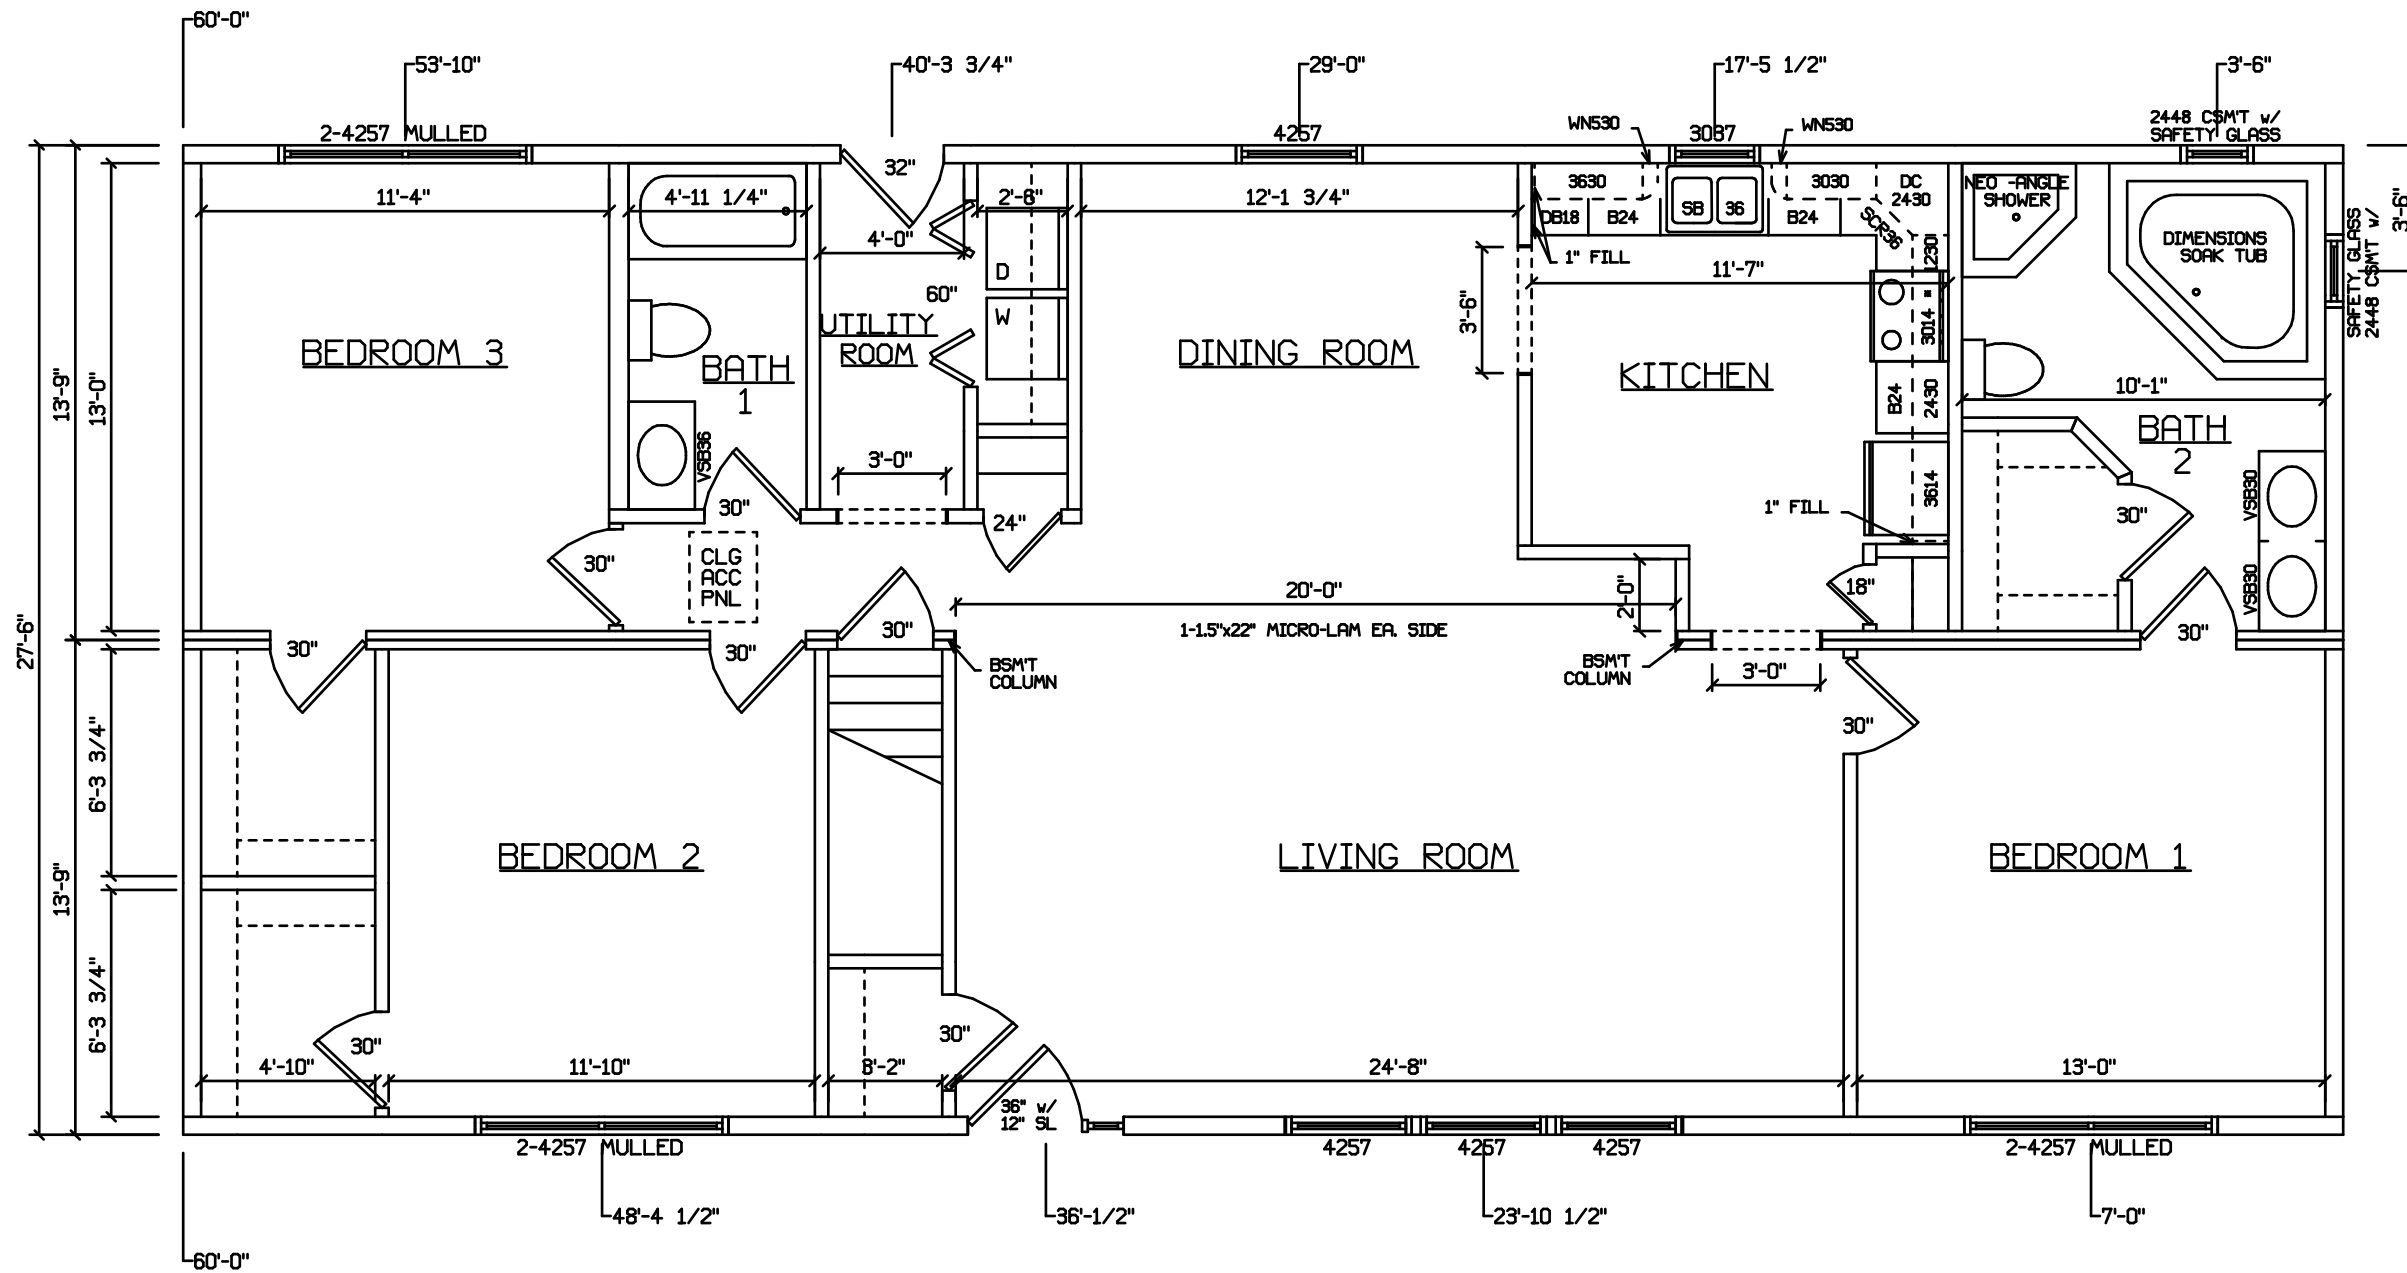 60'-0"
53'-10"
40'-3 3/4"
29'-0"
17'-5 1/2"
3'-6"
2-4257 MULLED
4257
WN530
3037
WN530
2448 CSM'T w/
SAFETY GLASS
32"
11'-4"
4'-11 1/4"
2'-6"
12'-1 3/4"
3630
3030
DC
2430
NEO -ANGLE
SHOWER
DB18
B24
SB
36
B24
SCR36
4'-0"
1" FILL
1230
DIMENSIONS
SOAK TUB
SAFETY GLASS
2448 CSM'T w/
3'-6"
D
60"
W
11'-7"
3'-6"
3014 *
UTILITY
ROOM
BEDROOM 3
BATH
1
DINING ROOM
KITCHEN
B24
2430
10'-1"
BATH
2
13'-9"
13'-0"
VSB36
3'-0"
30"
24"
1" FILL
3614
30"
VSB30
VSB30
30"
CLG
ACC
PNL
27'-6"
20'-0"
2'-0"
18"
1-1.5"x22" MICRO-LAM EA. SIDE
30"
30"
30"
30"
BSM'T
COLUMN
BSM'T
COLUMN
3'-0"
30"
6'-3 3/4"
BEDROOM 2
LIVING ROOM
BEDROOM 1
13'-9"
6'-3 3/4"
30"
30"
4'-10"
11'-10"
3'-2"
24'-8"
13'-0"
36" w/
12" SL
2-4257 MULLED
4257
4257
4257
2-4257 MULLED
48'-4 1/2"
36'-1/2"
23'-10 1/2"
7'-0"
60'-0"